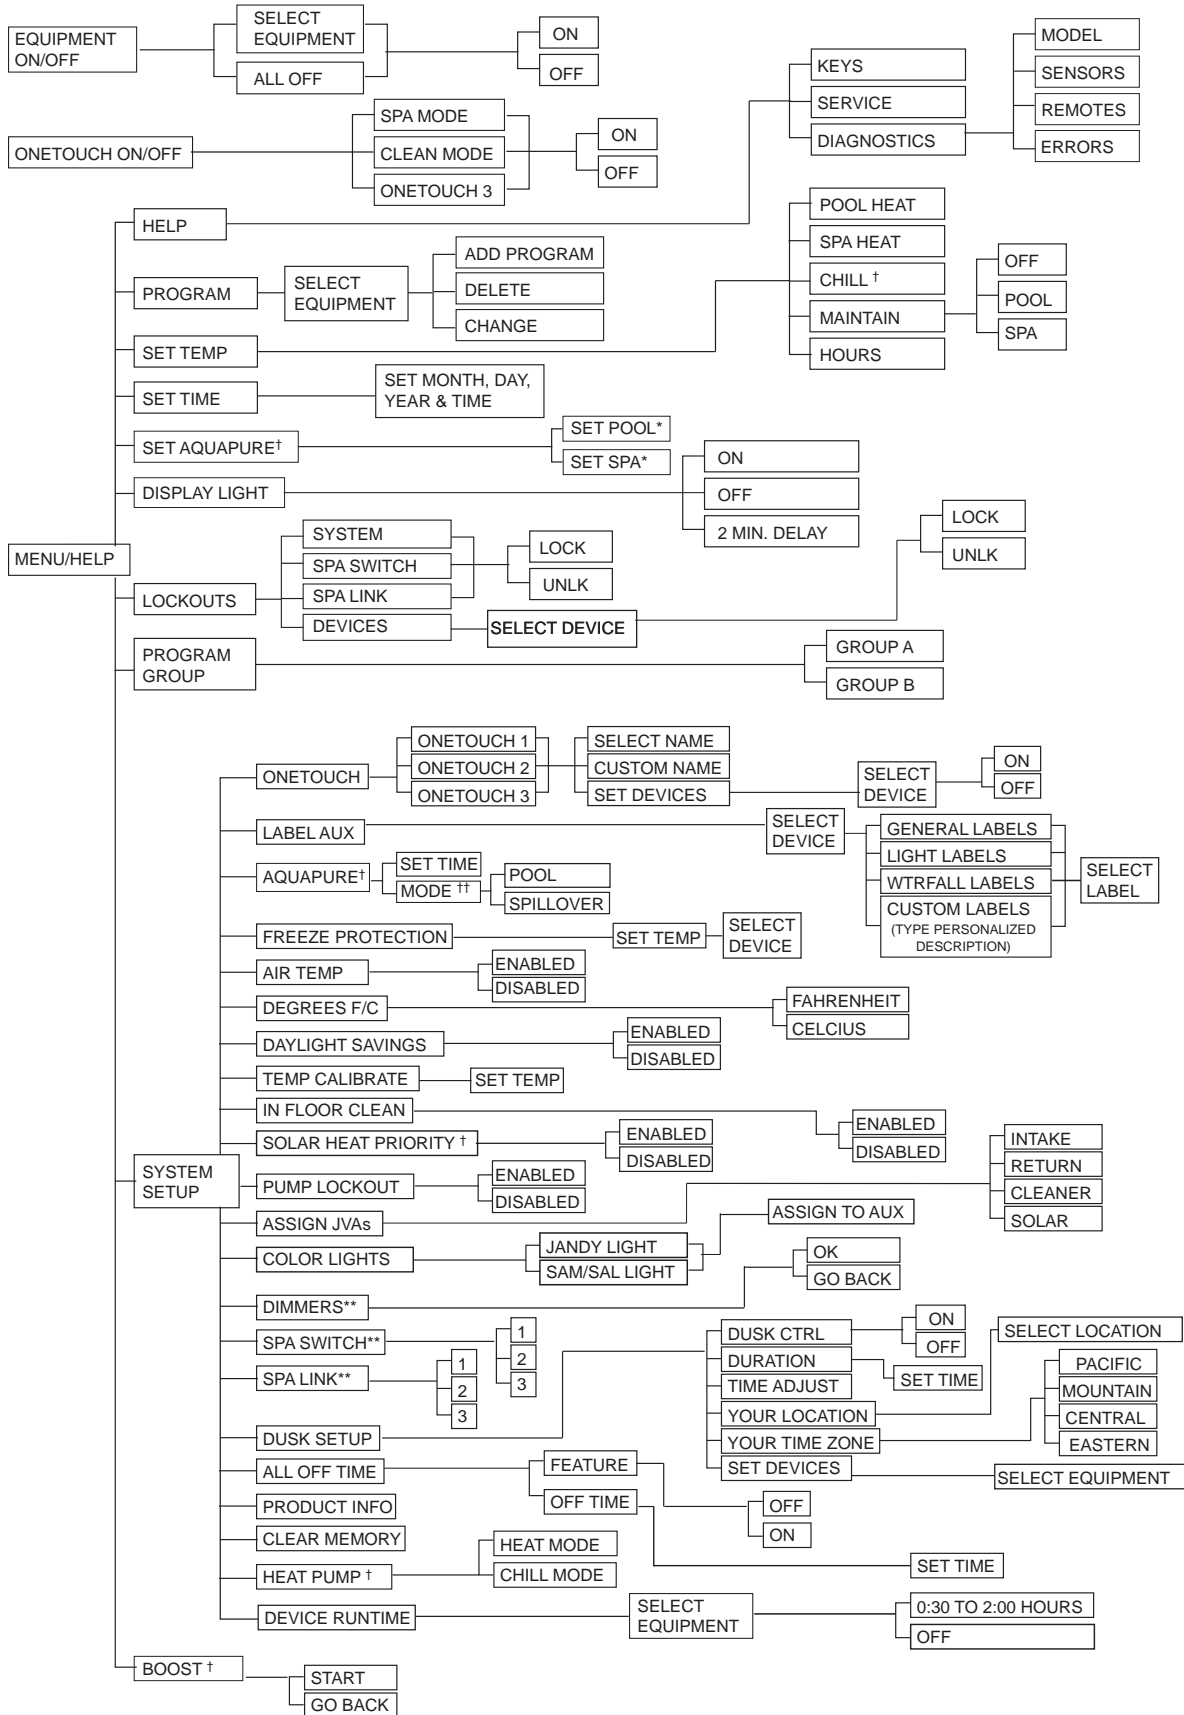 EQUIPMENT
ON/OFF
SELECT
EQUIPMENT
ALL OFF
ON
OFF
ONETOUCH ON/OFF
SPA MODE
CLEAN MODE
ONETOUCH 3
ON
OFF
MENU/HELP
HELP
KEYS
SERVICE
DIAGNOSTICS
MODEL
SENSORS
REMOTES
ERRORS
PROGRAM
SELECT
EQUIPMENT
ADD PROGRAM
DELETE
CHANGE
SET TEMP
POOL HEAT
SPA HEAT
CHILL †
MAINTAIN
HOURS
OFF
POOL
SPA
SET TIME
SET MONTH, DAY,
YEAR & TIME
SET AQUAPURE†
SET POOL*
SET SPA*
DISPLAY LIGHT
ON
OFF
2 MIN. DELAY
LOCKOUTS
SYSTEM
SPA SWITCH
SPA LINK
DEVICES
LOCK
UNLK
SELECT DEVICE
LOCK
UNLK
PROGRAM
GROUP
GROUP A
GROUP B
SYSTEM
SETUP
ONETOUCH
ONETOUCH 1
ONETOUCH 2
ONETOUCH 3
SELECT NAME
CUSTOM NAME
SET DEVICES
SELECT
DEVICE
ON
OFF
LABEL AUX
SELECT
DEVICE
GENERAL LABELS
LIGHT LABELS
WTRFALL LABELS
CUSTOM LABELS
(TYPE PERSONALIZED
DESCRIPTION)
SELECT
LABEL
AQUAPURE†
SET TIME
MODE ††
POOL
SPILLOVER
FREEZE PROTECTION
SET TEMP
SELECT
DEVICE
AIR TEMP
ENABLED
DISABLED
DEGREES F/C
FAHRENHEIT
CELCIUS
DAYLIGHT SAVINGS
ENABLED
DISABLED
TEMP CALIBRATE
SET TEMP
IN FLOOR CLEAN
ENABLED
DISABLED
SOLAR HEAT PRIORITY †
ENABLED
DISABLED
PUMP LOCKOUT
ENABLED
DISABLED
ASSIGN JVAs
INTAKE
RETURN
CLEANER
SOLAR
COLOR LIGHTS
JANDY LIGHT
SAM/SAL LIGHT
ASSIGN TO AUX
DIMMERS**
OK
GO BACK
SPA SWITCH**
1
2
3
SPA LINK**
1
2
3
DUSK SETUP
DUSK CTRL
DURATION
TIME ADJUST
YOUR LOCATION
YOUR TIME ZONE
SET DEVICES
ON
OFF
SET TIME
SELECT LOCATION
PACIFIC
MOUNTAIN
CENTRAL
EASTERN
SELECT EQUIPMENT
ALL OFF TIME
FEATURE
OFF TIME
OFF
ON
SET TIME
PRODUCT INFO
CLEAR MEMORY
HEAT PUMP †
HEAT MODE
CHILL MODE
DEVICE RUNTIME
SELECT
EQUIPMENT
0:30 TO 2:00 HOURS
OFF
BOOST †
START
GO BACK